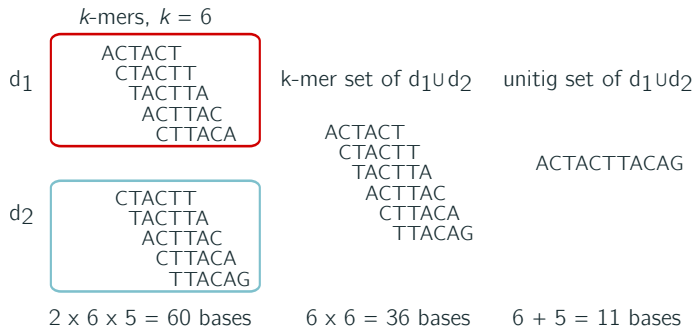 k-mers, k = 6
d1
ACTACT
CTACTT
TACTTA
ACTTAC
CTTACA
d2
CTACTT
TACTTA
ACTTAC
CTTACA
TTACAG
2 x 6 x 5 = 60 bases
k-mer set of d1∪d2
ACTACT
CTACTT
TACTTA
ACTTAC
CTTACA
TTACAG
6 x 6 = 36 bases
unitig set of d1∪d2
ACTACTTACAG
6 + 5 = 11 bases